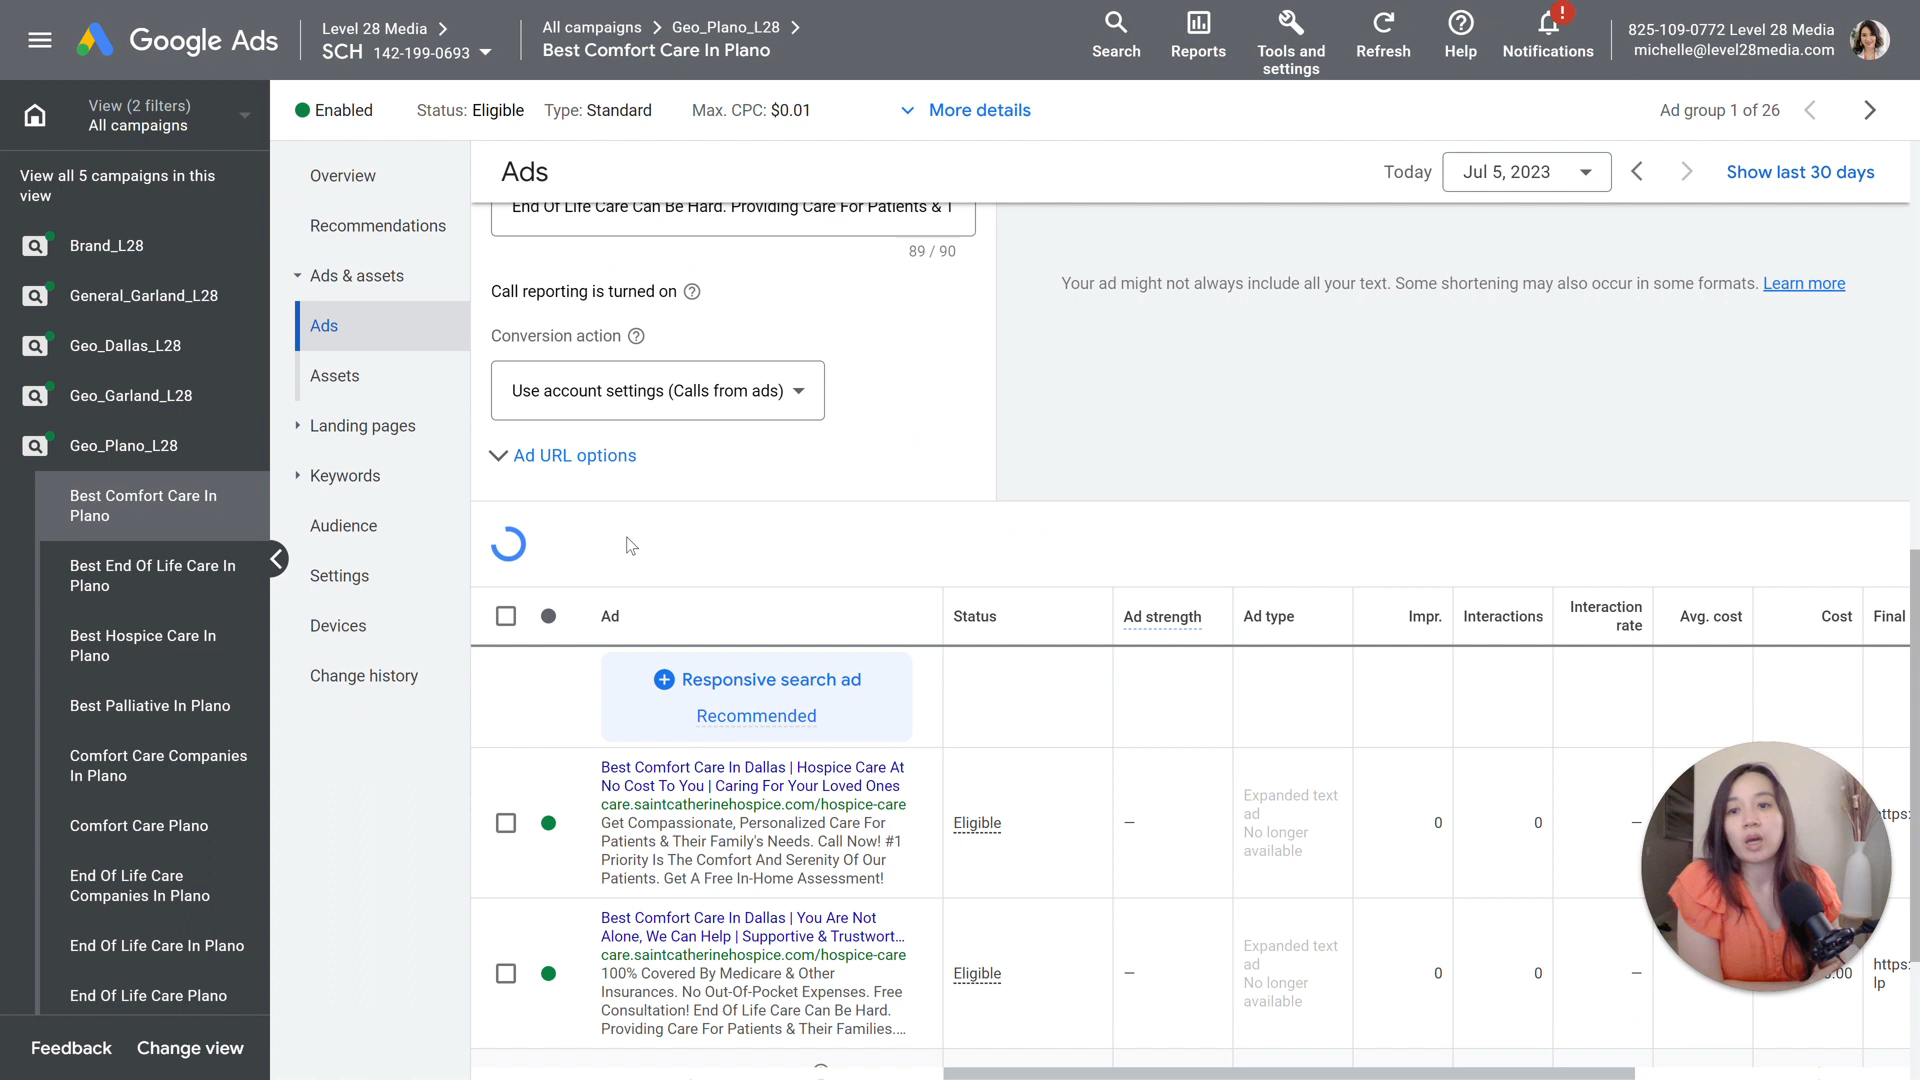 Google Ads
Level 28 Media
SCH 142-199-0693
All campaigns Geo_Plano_L28
Best Comfort Care In Plano
Search
Reports
Tools and
settings
Refresh
Help
!
Notifications
825-109-0772 Level 28 Media
michelle@level28media.com
View (2 filters)
All campaigns
Enabled
Status: Eligible
Type: Standard
Max. CPC: $0.01
More details
Ad group 1 of 26
View all 5 campaigns in this
view
Brand_L28
General_Garland_L28
Geo_Dallas_L28
Geo_Garland_L28
Geo_Plano_L28
Best Comfort Care In
Plano
Best End Of Life Care In
Plano
Best Hospice Care In
Plano
Best Palliative In Plano
Comfort Care Companies
In Plano
Comfort Care Plano
End Of Life Care
Companies In Plano
End Of Life Care In Plano
End Of Life Care Plano
Feedback
Change view
Overview
Recommendations
Ads & assets
Ads
Assets
Landing pages
Keywords
Audience
Settings
Devices
Change history
Ads
Today
Jul 5, 2023
Show last 30 days
End Of Life Care Can Be Hard. Providing Care For Patients &
89 / 90
Call reporting is turned on
Conversion action
Use account settings (Calls from ads)
Ad URL options
Your ad might not always include all your text. Some shortening may also occur in some formats. Learn more
Ad
Status
Ad strength
Ad type
Impr.
Interactions
Interaction
rate
Avg. cost
Cost
Final
Responsive search ad
Recommended
Best Comfort Care In Dallas | Hospice Care At
No Cost To You | Caring For Your Loved Ones
care.saintcatherinehospice.com/hospice-care
Get Compassionate, Personalized Care For
Patients & Their Family's Needs. Call Now! #1
Priority Is The Comfort And Serenity Of Our
Patients. Get A Free In-Home Assessment!
Eligible
—
Expanded text
ad
No longer
available
0
0
—
Best Comfort Care In Dallas | You Are Not
Alone, We Can Help | Supportive & Trustwort...
care.saintcatherinehospice.com/hospice-care
100% Covered By Medicare & Other
Insurances. No Out-Of-Pocket Expenses. Free
Consultation! End Of Life Care Can Be Hard.
Providing Care For Patients & Their Families....
Eligible
—
Expanded text
ad
No longer
available
0
0
—
https:
lp